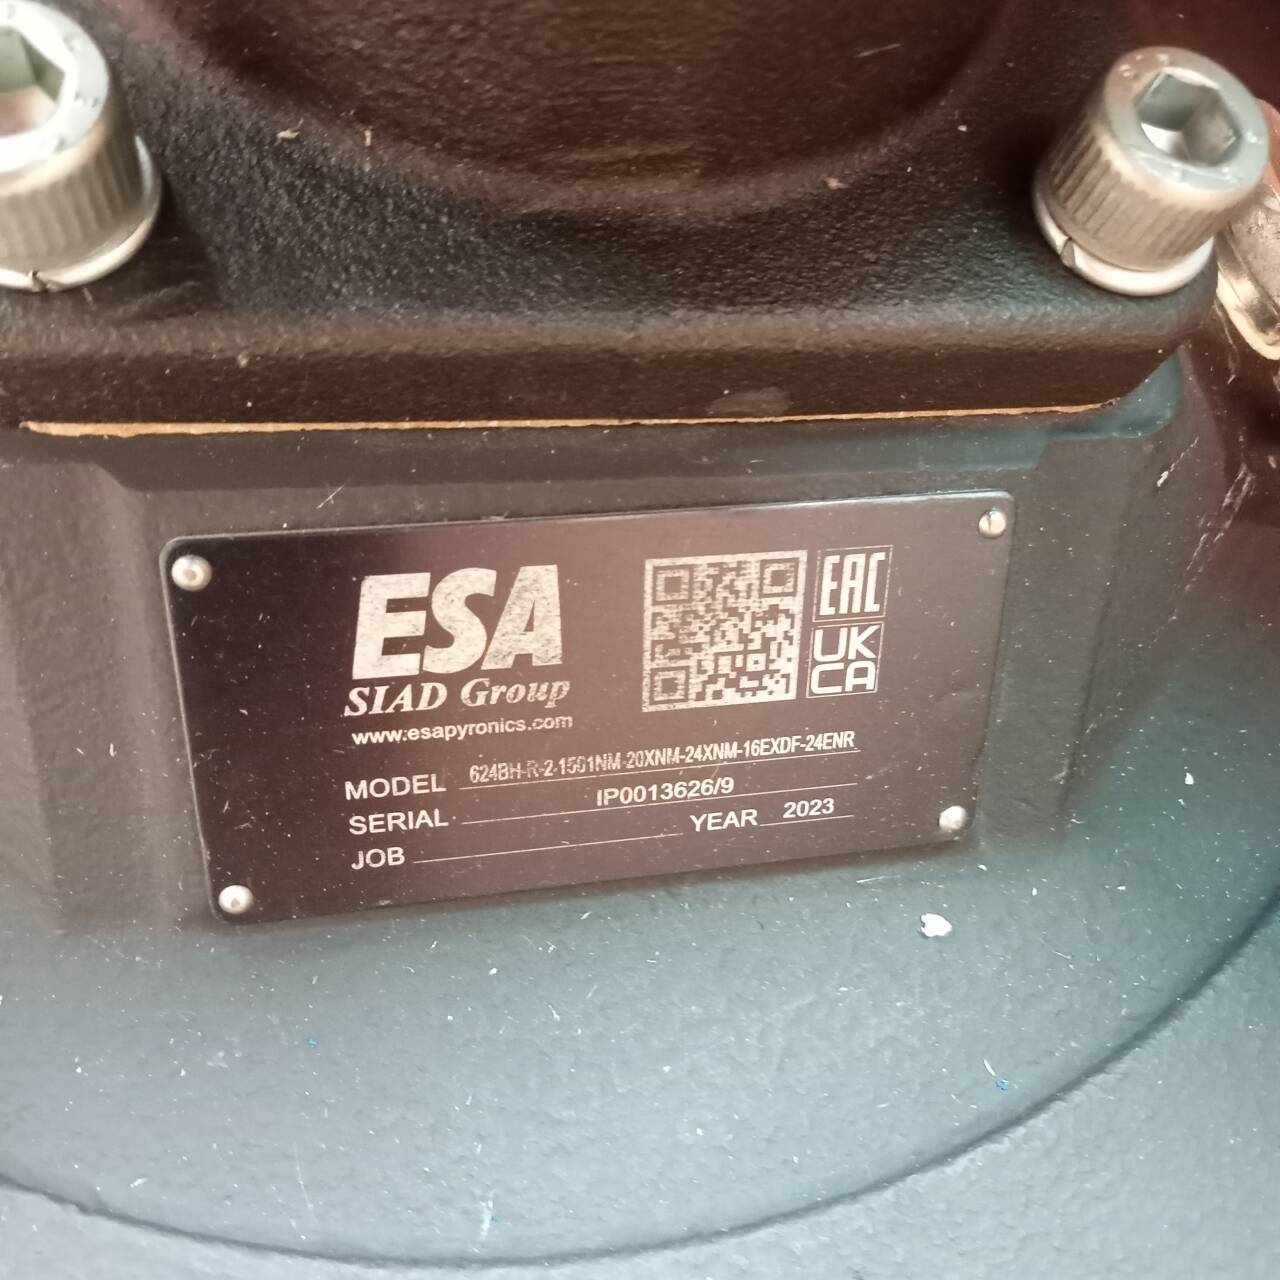 ESA
SIAD Group
www.esapyronics.com
EAC
UK
CA
MODEL 624BH-R-2-1501NM-20XNM-24XNM-16EXDF-24ENR
SERIAL IP0013626/9
JOB YEAR 2023